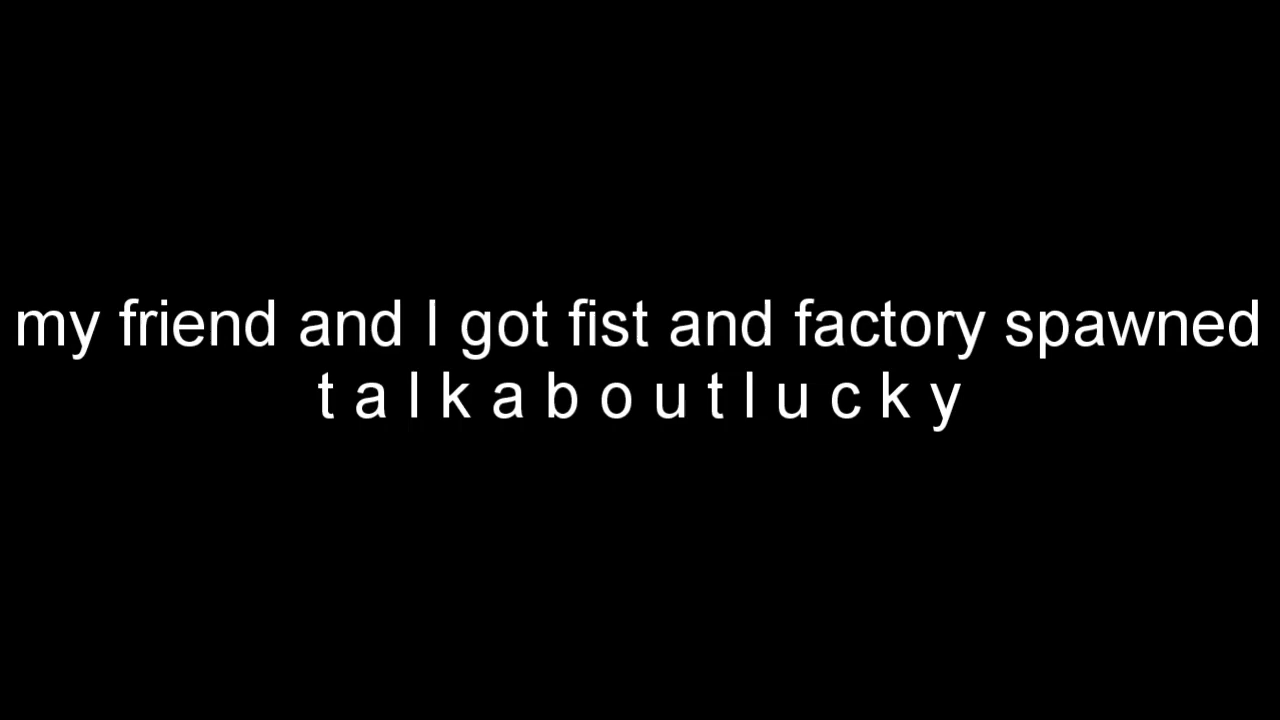 my friend and I got fist and factory spawned
t a l k a b o u t l u c k y